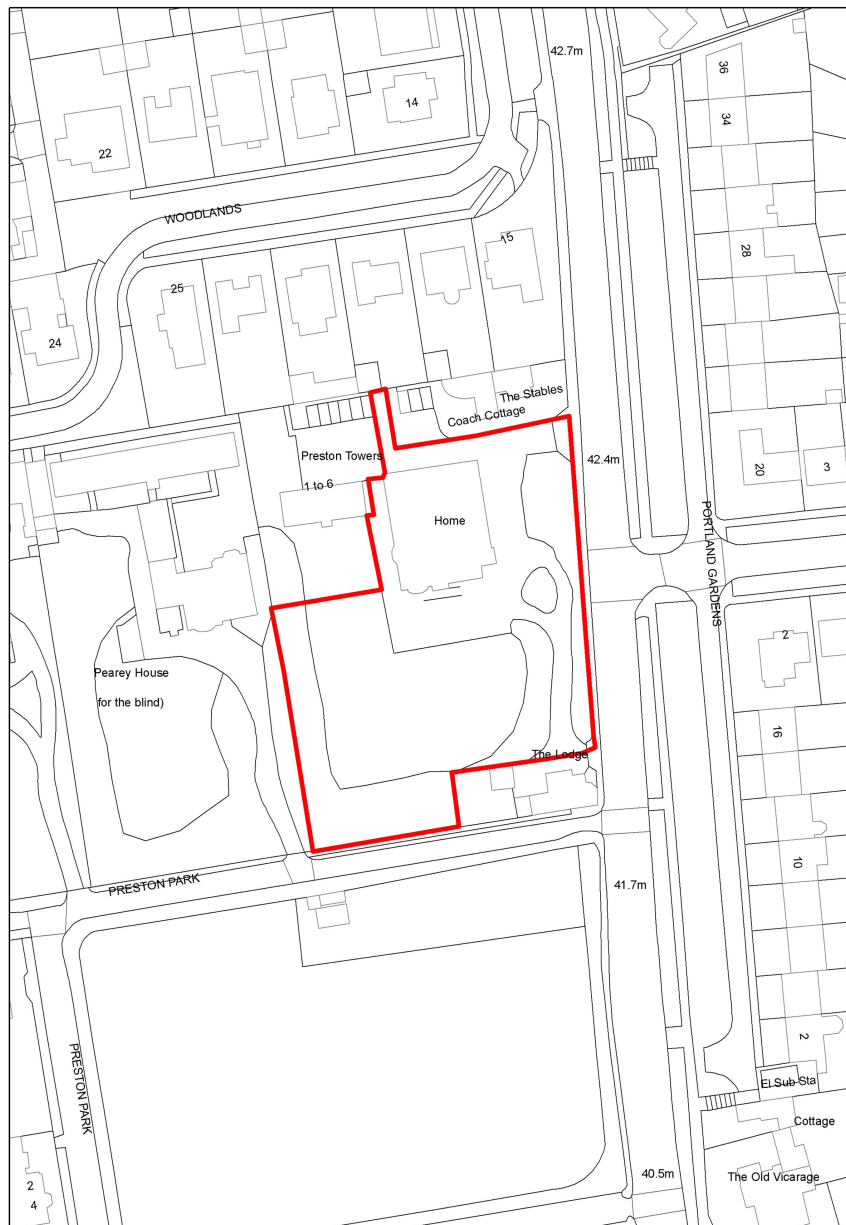 42.7m
36
14
34
22
WOODLANDS
15
28
25
24
The Stables
Coach Cottage
Preston Towers
42.4m
20
3
1 to 6
Home
PORTLAND GARDENS
2
Pearey House
for the blind)
16
The Lodge
10
PRESTON PARK
41.7m
2
PRESTON PARK
El Sub Sta
Cottage
40.5m
The Old Vicarage
2
4